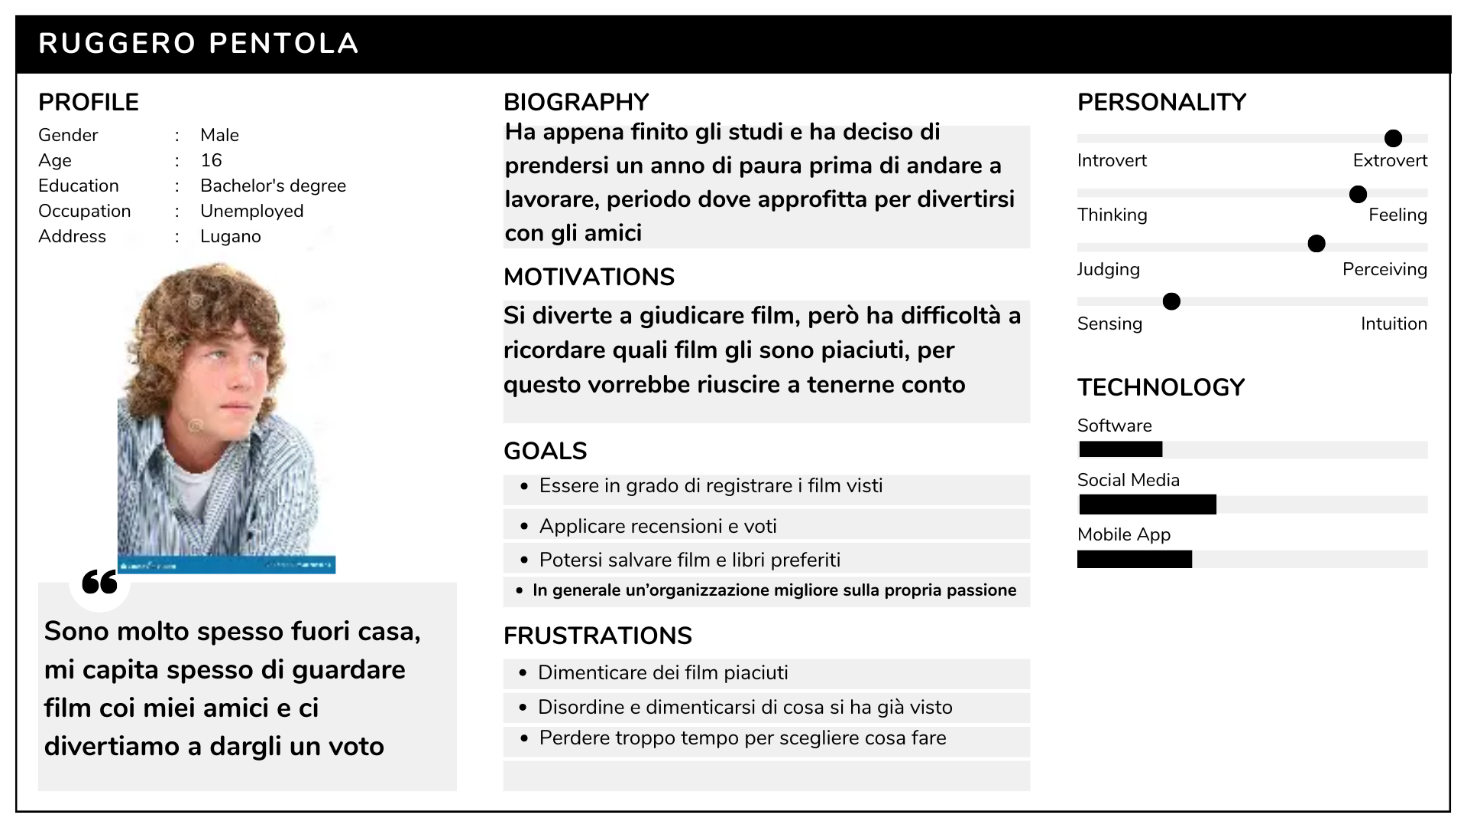 RUGGERO PENTOLA
PROFILE
Gender : Male
Age : 16
Education : Bachelor's degree
Occupation : Unemployed
Address : Lugano
“
Sono molto spesso fuori casa,
mi capita spesso di guardare
film coi miei amici e ci
divertiamo a dargli un voto
BIOGRAPHY
Ha appena finito gli studi e ha deciso di
prendersi un anno di paura prima di andare a
lavorare, periodo dove approfitta per divertirsi
con gli amici
MOTIVATIONS
Si diverte a giudicare film, però ha difficoltà a
ricordare quali film gli sono piaciuti, per
questo vorrebbe riuscire a tenerne conto
GOALS
• Essere in grado di registrare i film visti
• Applicare recensioni e voti
• Potersi salvare film e libri preferiti
• In generale un’organizzazione migliore sulla propria passione
FRUSTRATIONS
• Dimenticare dei film piaciuti
• Disordine e dimenticarsi di cosa si ha già visto
• Perdere troppo tempo per scegliere cosa fare
PERSONALITY
Introvert Extrovert
Thinking Feeling
Judging Perceiving
Sensing Intuition
TECHNOLOGY
Software
Social Media
Mobile App